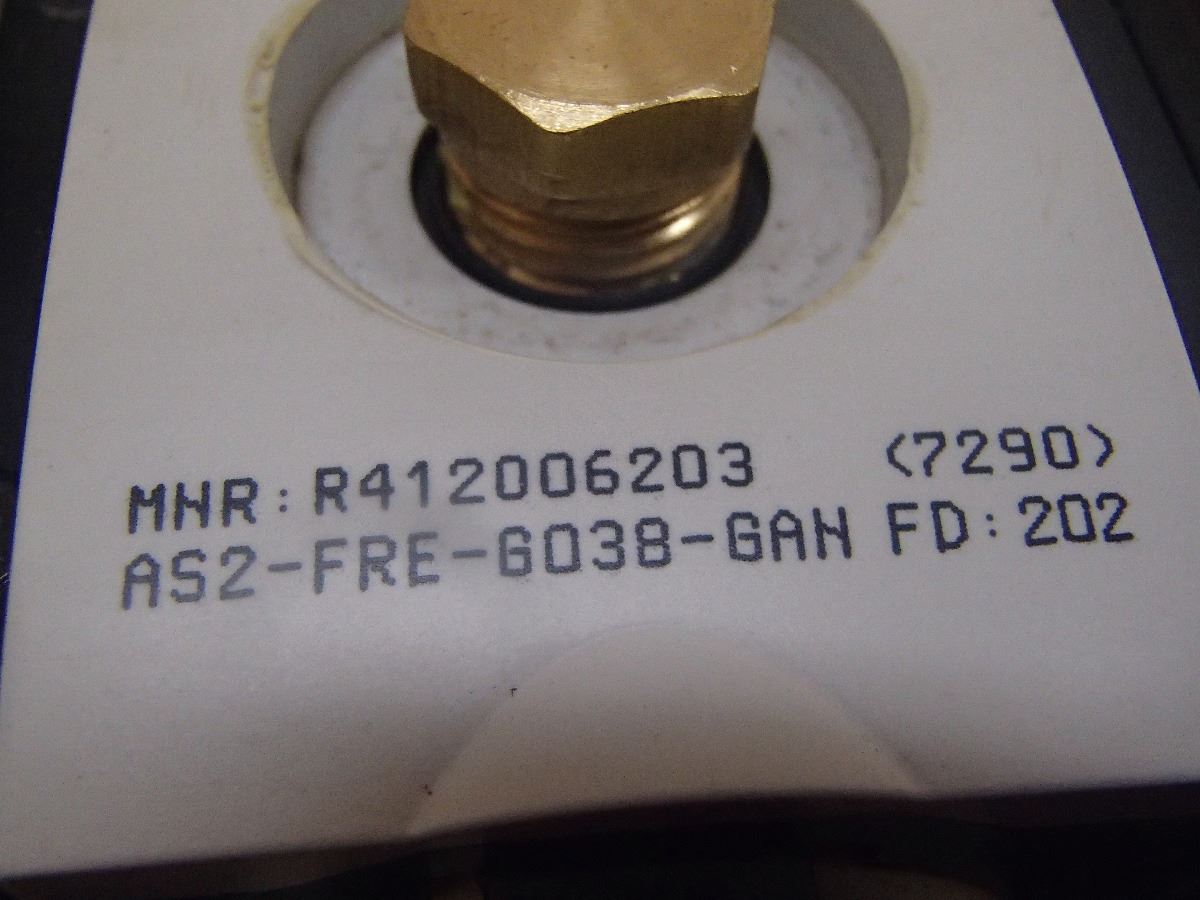 MNR:R412006203 <7290>
AS2-FRE-G038-GAN FD:202